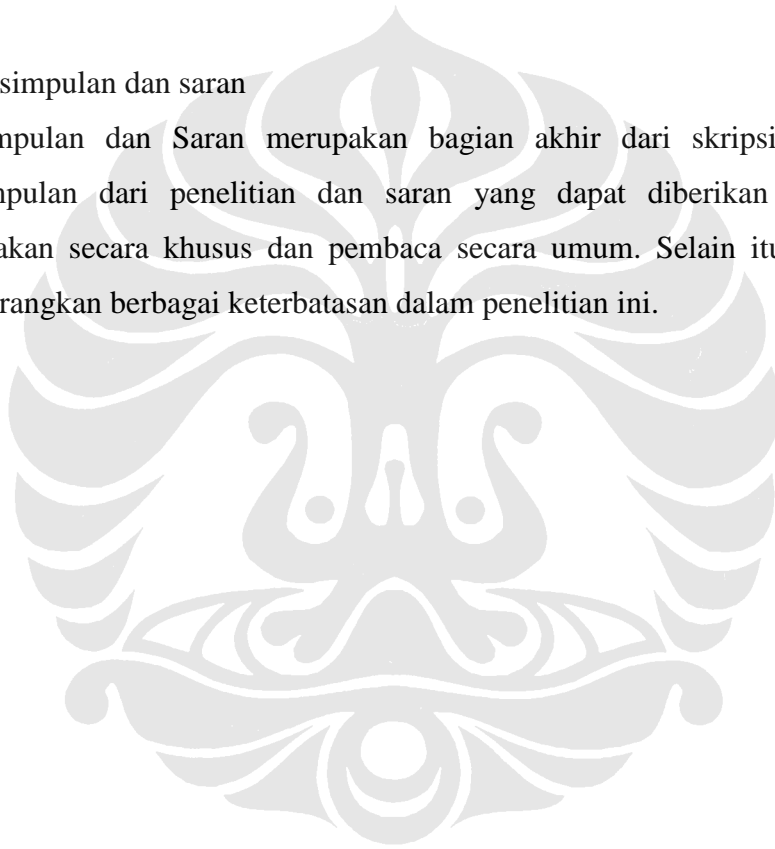 simpulan dan saran
mpulan dan Saran merupakan bagian akhir dari skripsi
npulan dari penelitian dan saran yang dapat diberikan
akan secara khusus dan pembaca secara umum. Selain itu
rangkan berbagai keterbatasan dalam penelitian ini.